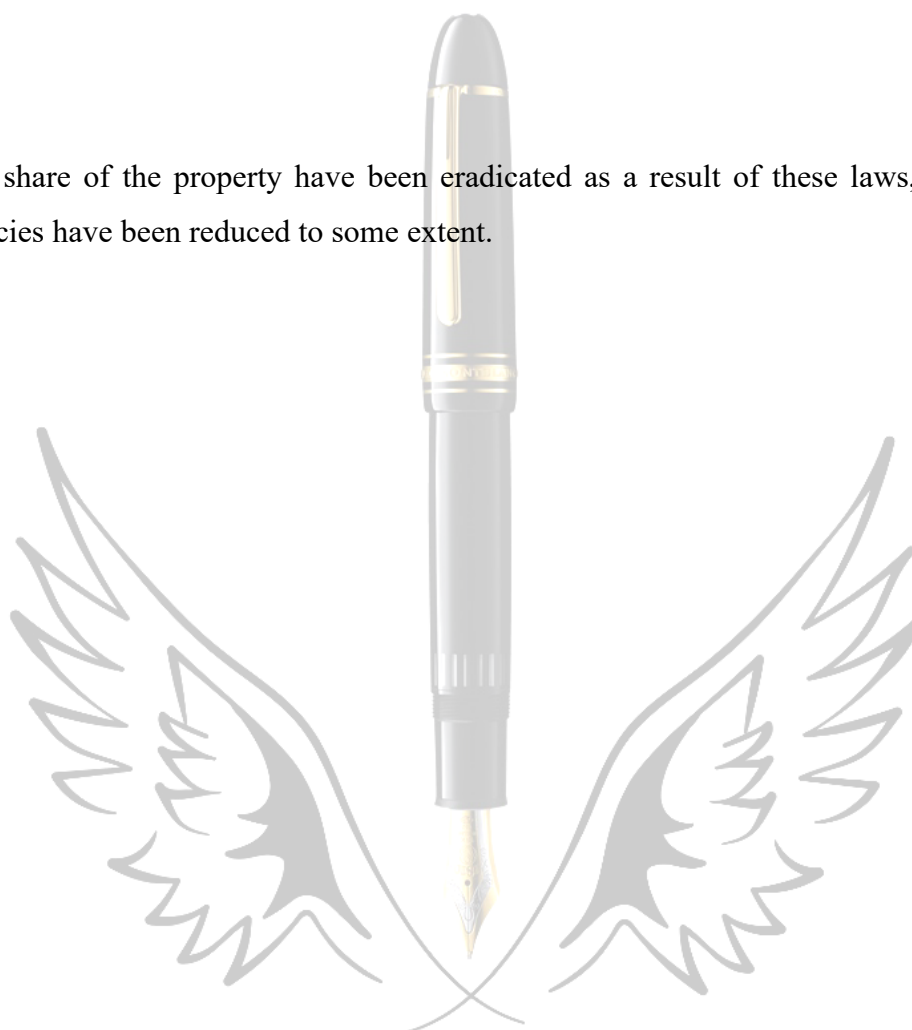 share of the property have been eradicated as a result of these laws,
cies have been reduced to some extent.